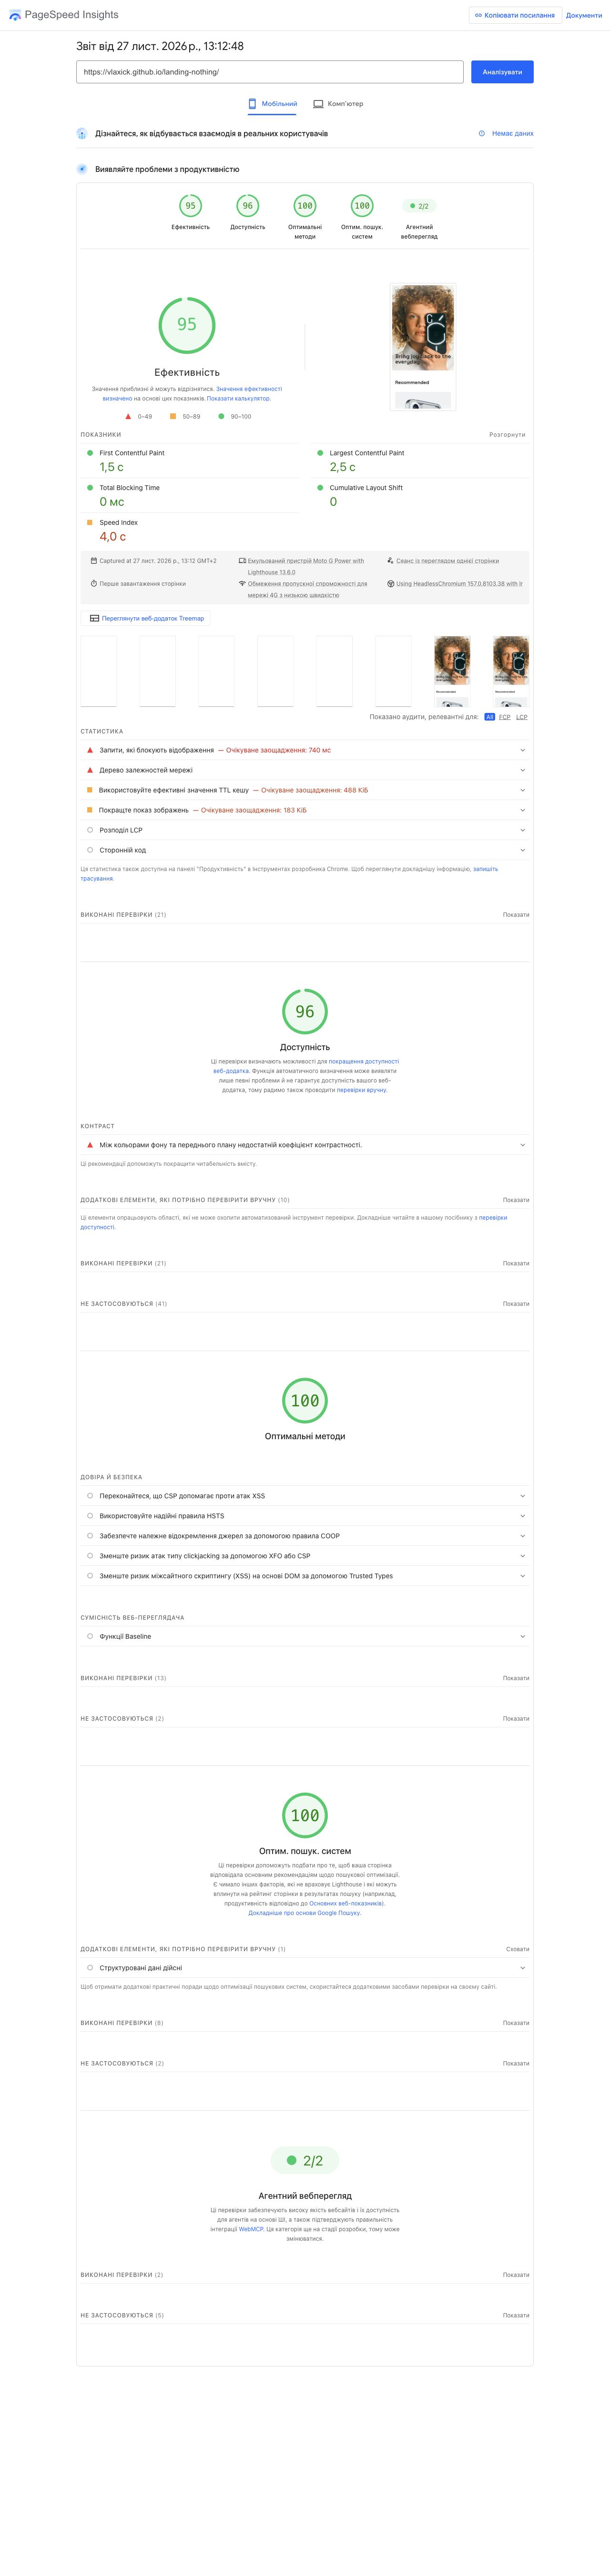 PageSpeed Insights
Копіювати посилання
Документи
Звіт від 27 лист. 2026 р., 13:12:48
https://vlaxick.github.io/landing-nothing/
Аналізувати
Мобільний
Комп'ютер
Дізнайтеся, як відбувається взаємодія в реальних користувачів
Немає даних
Виявляйте проблеми з продуктивністю
95
96
100
100
2/2
Ефективність
Доступність
Оптимальні
методи
Оптим. пошук.
систем
Агентний
вебперегляд
95
Ефективність
Значення приблизні й можуть відрізнятися. Значення ефективності
визначено на основі цих показників. Показати калькулятор.
0–49
50–89
90–100
Bring joy back to the
everyday
Recommended
ПОКАЗНИКИ
Розгорнути
First Contentful Paint
1,5 с
Largest Contentful Paint
2,5 с
Total Blocking Time
0 мс
Cumulative Layout Shift
0
Speed Index
4,0 с
Captured at 27 лист. 2026 р., 13:12 GMT+2
Емульований пристрій Moto G Power with
Lighthouse 13.6.0
Сеанс із переглядом однієї сторінки
Перше завантаження сторінки
Обмеження пропускної спроможності для
мережі 4G з низькою швидкістю
Using HeadlessChromium 157.0.8103.38 with lr
Переглянути веб-додаток Treemap
Показано аудити, релевантні для:
All
FCP
LCP
СТАТИСТИКА
Запити, які блокують відображення — Очікуване заощадження: 740 мс
Дерево залежностей мережі
Використовуйте ефективні значення TTL кешу — Очікуване заощадження: 488 КіБ
Покращте показ зображень — Очікуване заощадження: 183 КіБ
Розподіл LCP
Сторонній код
Ця статистика також доступна на панелі "Продуктивність" в Інструментах розробника Chrome. Щоб переглянути докладнішу інформацію, запишіть
трасування.
ВИКОНАНІ ПЕРЕВІРКИ (21)
Показати
96
Доступність
Ці перевірки визначають можливості для покращення доступності
веб-додатка. Функція автоматичного визначення може виявляти
лише певні проблеми й не гарантує доступність вашого веб-
додатка, тому радимо також проводити перевірки вручну.
КОНТРАСТ
Між кольорами фону та переднього плану недостатній коефіцієнт контрастності.
Ці рекомендації допоможуть покращити читабельність вмісту.
ДОДАТКОВІ ЕЛЕМЕНТИ, ЯКІ ПОТРІБНО ПЕРЕВІРИТИ ВРУЧНУ (10)
Показати
Ці елементи опрацьовують області, які не може охопити автоматизований інструмент перевірки. Докладніше читайте в нашому посібнику з перевірки
доступності.
ВИКОНАНІ ПЕРЕВІРКИ (21)
Показати
НЕ ЗАСТОСОВУЮТЬСЯ (41)
Показати
100
Оптимальні методи
ДОВІРА Й БЕЗПЕКА
Переконайтеся, що CSP допомагає проти атак XSS
Використовуйте надійні правила HSTS
Забезпечте належне відокремлення джерел за допомогою правила COOP
Зменште ризик атак типу clickjacking за допомогою XFO або CSP
Зменште ризик міжсайтного скриптингу (XSS) на основі DOM за допомогою Trusted Types
СУМІСНІСТЬ ВЕБ-ПЕРЕГЛЯДАЧА
Функції Baseline
ВИКОНАНІ ПЕРЕВІРКИ (13)
Показати
НЕ ЗАСТОСОВУЮТЬСЯ (2)
Показати
100
Оптим. пошук. систем
Ці перевірки допоможуть подбати про те, щоб ваша сторінка
відповідала основним рекомендаціям щодо пошукової оптимізації.
Є чимало інших факторів, які не враховує Lighthouse і які можуть
вплинути на рейтинг сторінки в результатах пошуку (наприклад,
продуктивність відповідно до Основних веб-показників).
Докладніше про основи Google Пошуку.
ДОДАТКОВІ ЕЛЕМЕНТИ, ЯКІ ПОТРІБНО ПЕРЕВІРИТИ ВРУЧНУ (1)
Сховати
Структуровані дані дійсні
Щоб отримати додаткові практичні поради щодо оптимізації пошукових систем, скористайтеся додатковими засобами перевірки на своєму сайті.
ВИКОНАНІ ПЕРЕВІРКИ (8)
Показати
НЕ ЗАСТОСОВУЮТЬСЯ (2)
Показати
2/2
Агентний вебперегляд
Ці перевірки забезпечують високу якість вебсайтів і їх доступність
для агентів на основі ШІ, а також підтверджують правильність
інтеграції WebMCP. Ця категорія ще на стадії розробки, тому може
змінюватися.
ВИКОНАНІ ПЕРЕВІРКИ (2)
Показати
НЕ ЗАСТОСОВУЮТЬСЯ (5)
Показати